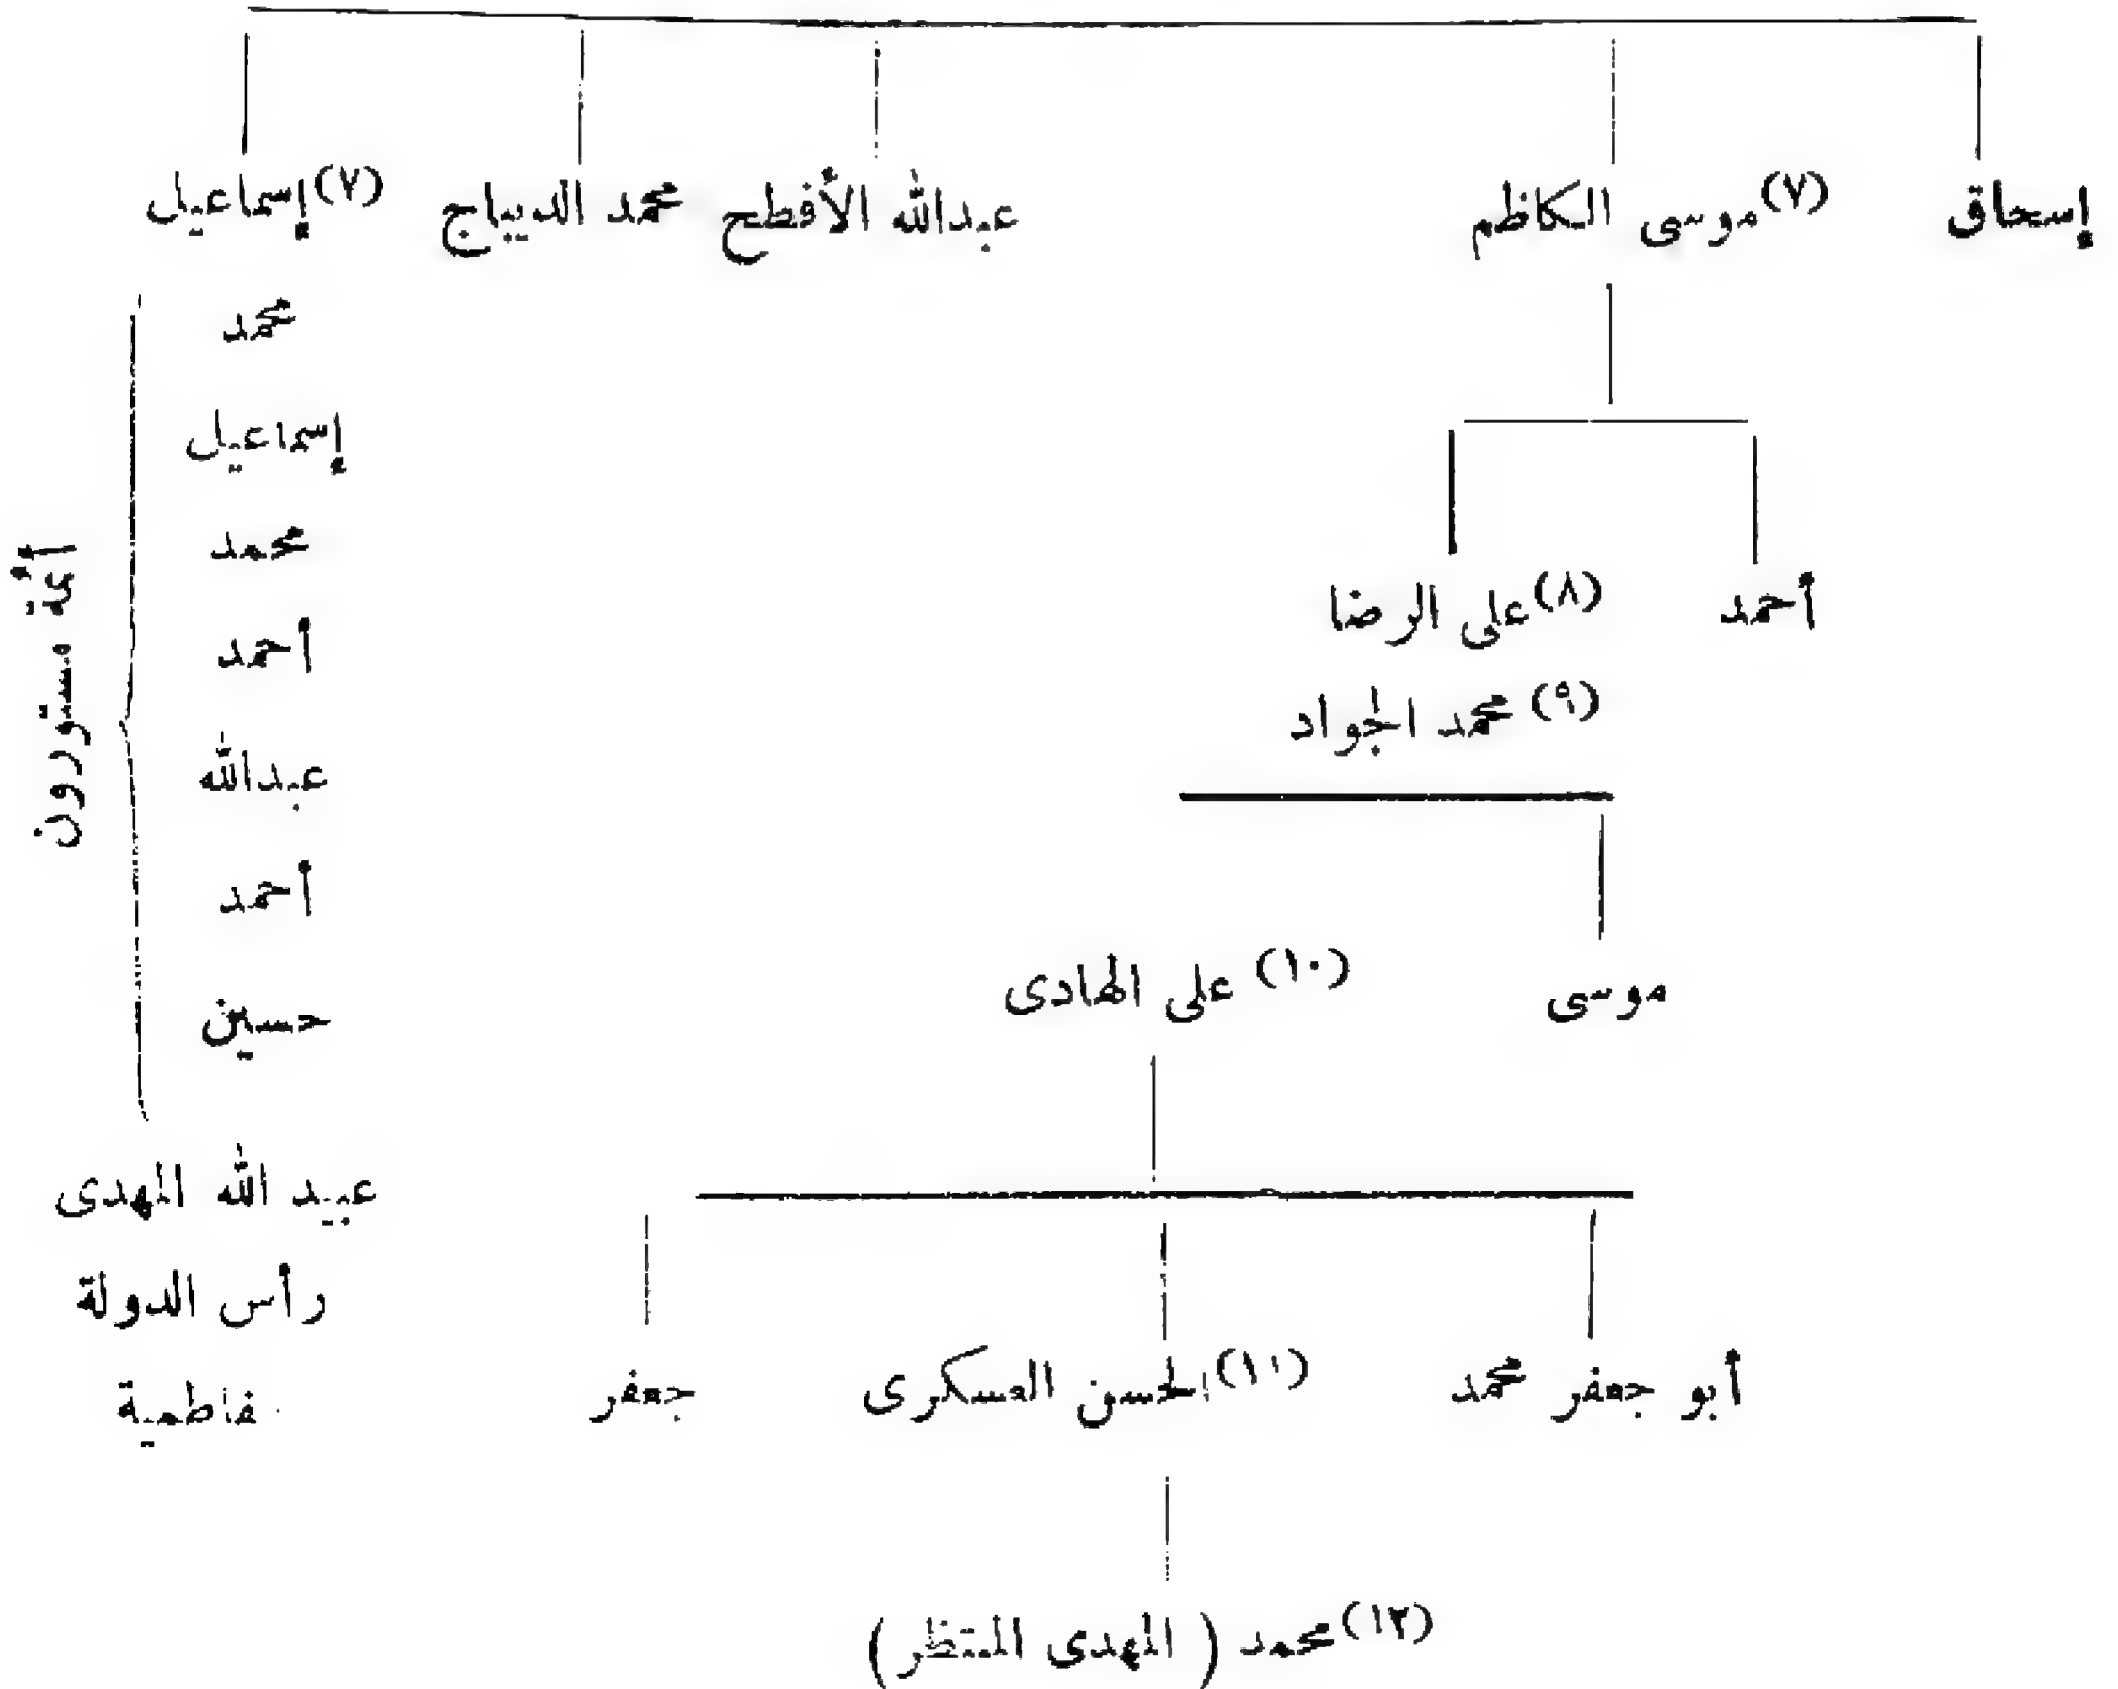 إسحاق (٧) موسى الكاظم عبدالله الأفطح محمد الديباج (٧) إسماعيل
محمد
إسماعيل
محمد
أحمد (٨) على الرضا أحمد
(٩) محمد الجواد
عبدالله
أحمد
موسى (١٠) على الهادى حسين
أئمة مستورون
عبيد الله المهدى
رأس الدولة
أبو جعفر محمد (١١) الحسن العسكرى جعفر فاطمية
(١٢) محمد ( المهدى المنتظر )